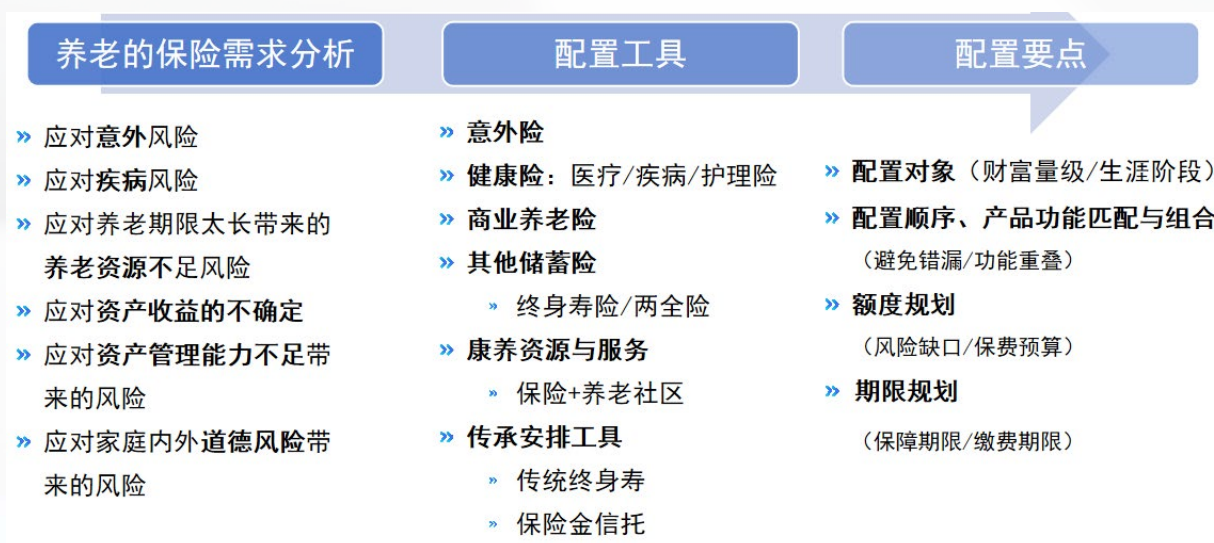 养老的保险需求分析
配置工具
配置要点
» 应对意外风险
» 应对疾病风险
» 应对养老期限太长带来的
养老资源不足风险
» 应对资产收益的不确定
» 应对资产管理能力不足带
来的风险
» 应对家庭内外道德风险带
来的风险
» 意外险
» 健康险：医疗/疾病/护理险
» 商业养老险
» 其他储蓄险
» 终身寿险/两全险
» 康养资源与服务
» 保险+养老社区
» 传承安排工具
» 传统终身寿
» 保险金信托
» 配置对象（财富量级/生涯阶段）
» 配置顺序、产品功能匹配与组合
（避免错漏/功能重叠）
» 额度规划
（风险缺口/保费预算）
» 期限规划
（保障期限/缴费期限）